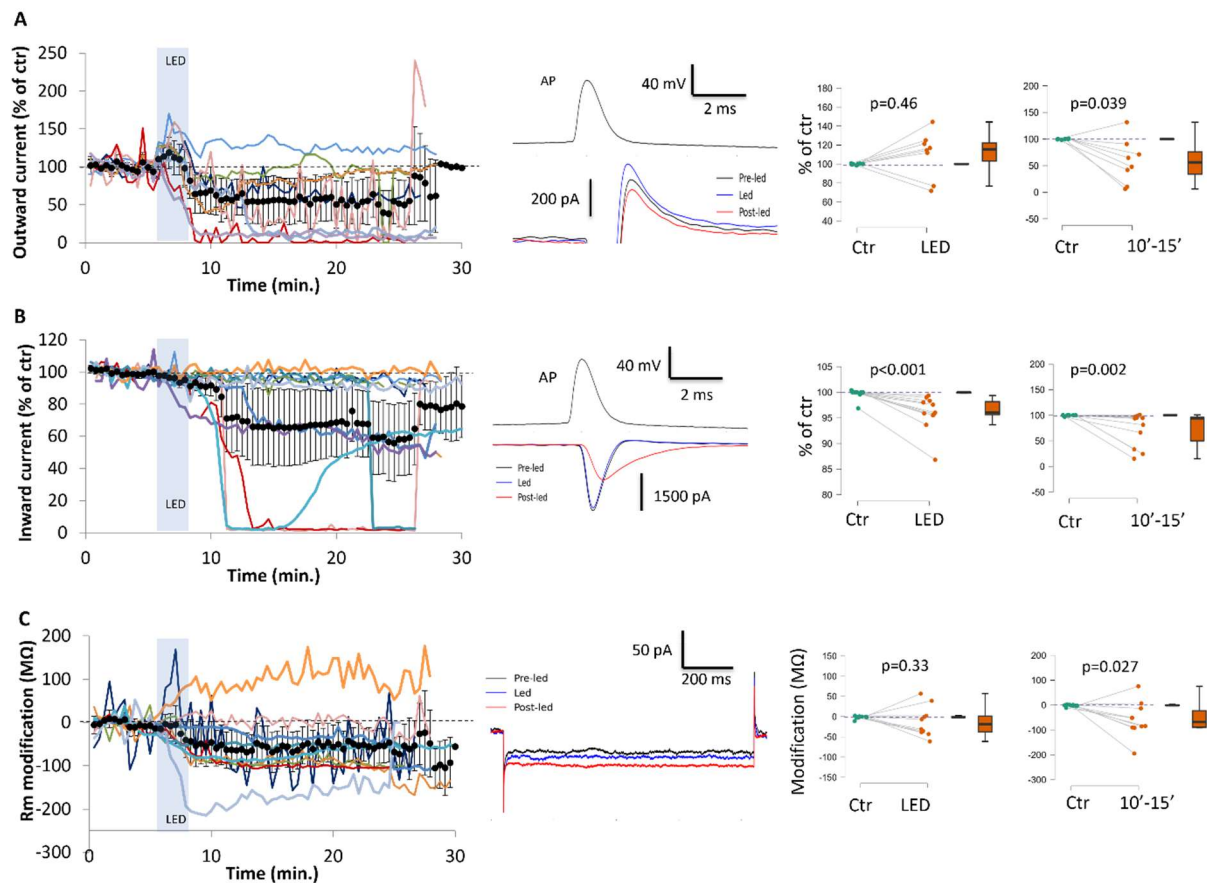 A
Outward current (% of ctr)
250
200
150
100
50
0
LED
0
10
20
30
Time (min.)
AP
40 mV
2 ms
200 pA
Pre-led
Led
Post-led
% of ctr
180
160
140
120
100
80
60
40
p=0.46
Ctr
LED
200
150
100
50
0
-50
p=0.039
Ctr
10’-15’
B
Inward current (% of ctr)
120
100
80
60
40
20
0
LED
0
10
20
30
Time (min.)
AP
40 mV
2 ms
Pre-led
Led
Post-led
1500 pA
% of ctr
105
100
95
90
85
80
p<0.001
Ctr
LED
200
150
100
50
0
-50
p=0.002
Ctr
10’-15’
C
Rm modification (MΩ)
200
100
0
-100
-200
-300
LED
0
10
20
30
Time (min.)
50 pA
200 ms
Pre-led
Led
Post-led
Modification (MΩ)
150
100
50
0
-50
-100
-150
p=0.33
Ctr
LED
200
100
0
-100
-200
-300
p=0.027
Ctr
10’-15’